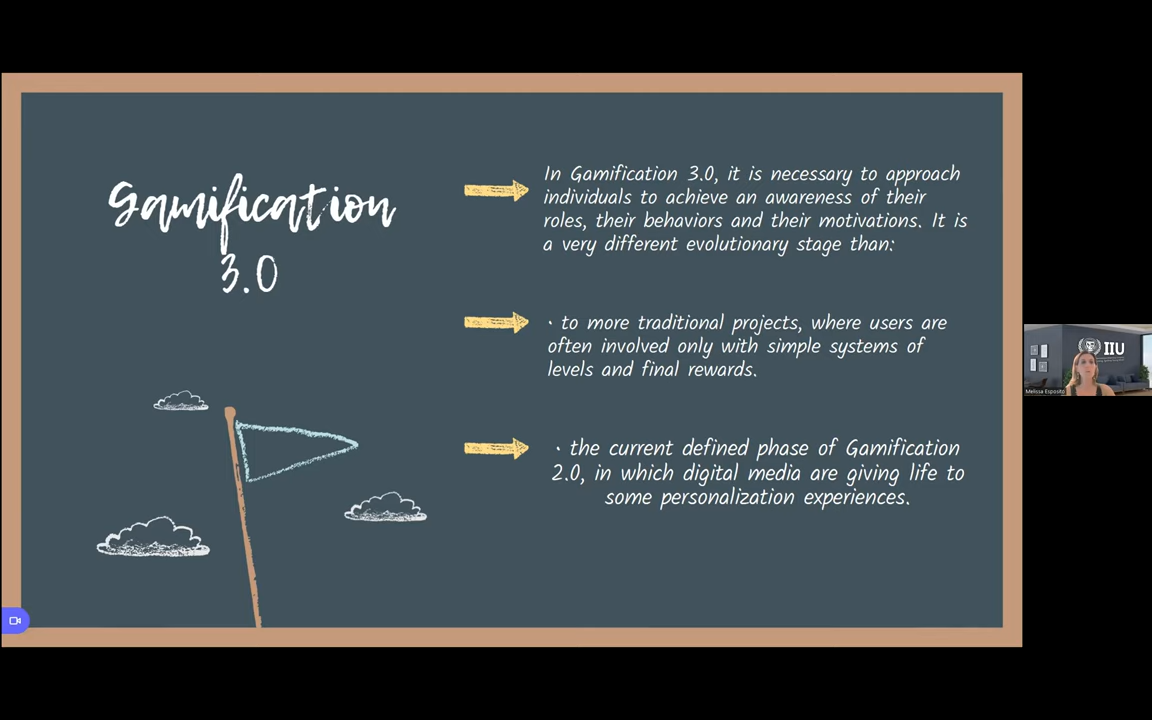 Gamification
3.0
In Gamification 3.0, it is necessary to approach
individuals to achieve an awareness of their
roles, their behaviors and their motivations. It is
a very different evolutionary stage than:
· to more traditional projects, where users are
often involved only with simple systems of
levels and final rewards.
· the current defined phase of Gamification
2.0, in which digital media are giving life to
some personalization experiences.
IIU
Melissa Esposito